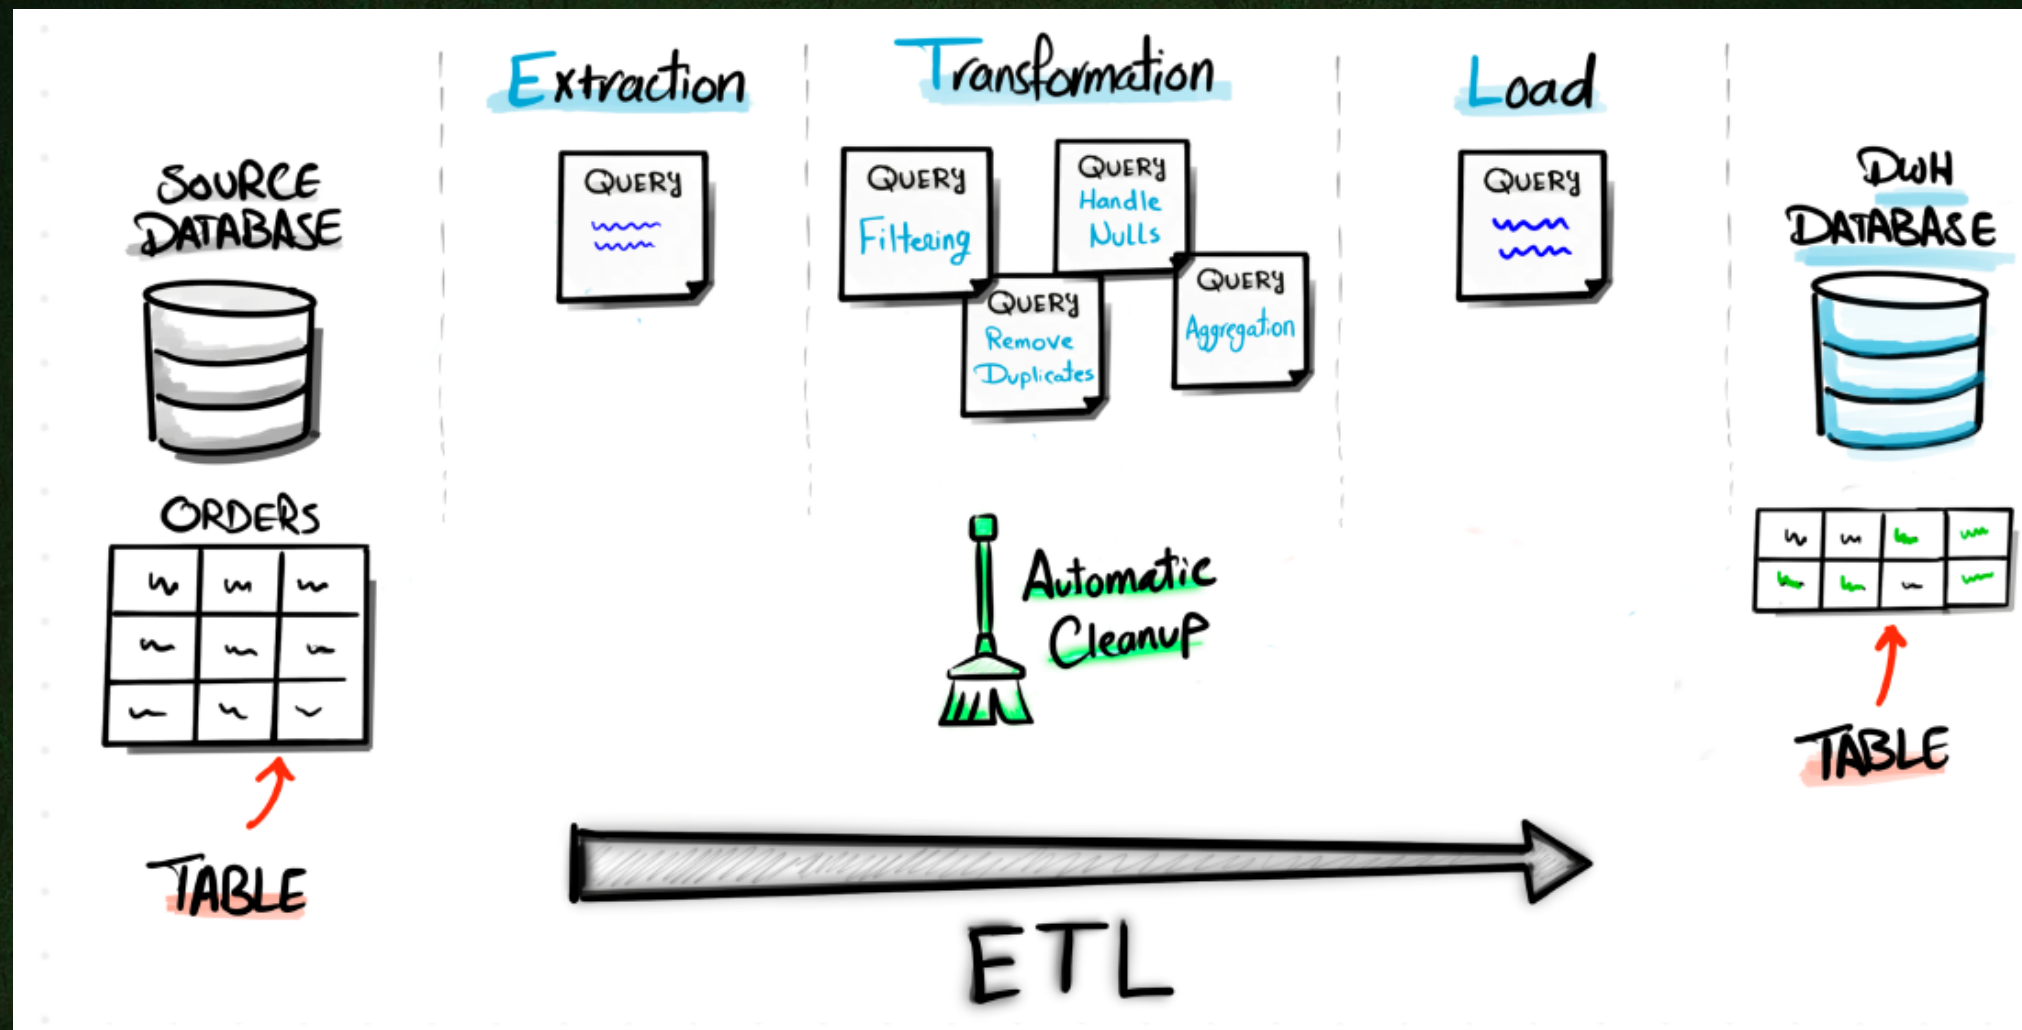 Extraction
Transformation
Load
SOURCE
DATABASE
QUERY
QUERY
Filtering
QUERY
Handle
Nulls
QUERY
Remove
Duplicates
QUERY
Aggregation
QUERY
DWH
DATABASE
ORDERS
Automatic
Cleanup
TABLE
TABLE
ETL